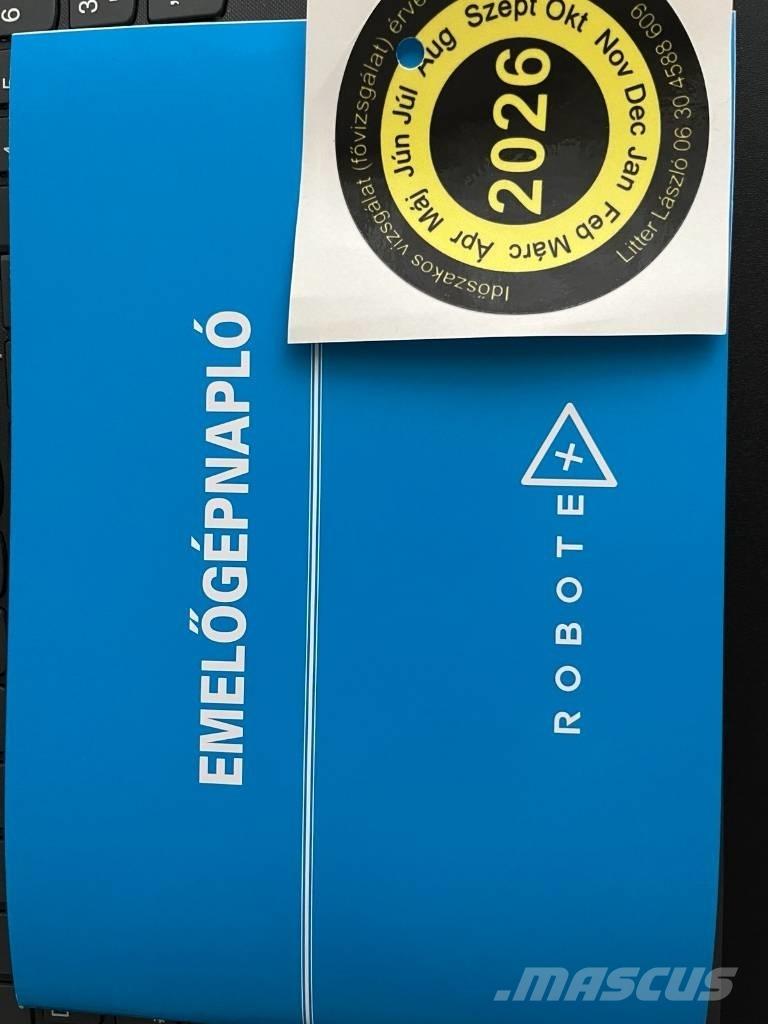 EMELŐGÉPNAPLÓ
ROBOTEX
2026
Jan Feb Márc Ápr Máj Jún Júl Aug Szept Okt Nov Dec
Időszakos vizsgálat (fővizsgálat)
Litter László 06 30 4588 609
.MASCUS